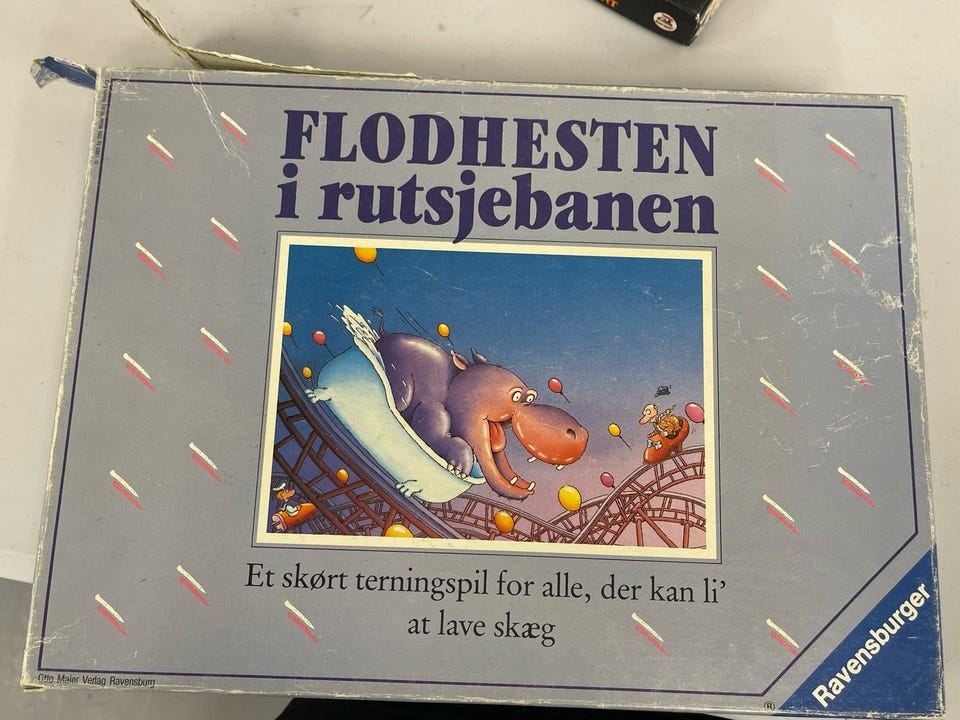 FLODHESTEN
i rutsjebanen
Et skørt terningspil for alle, der kan li'
at lave skæg
Otto Maier Verlag Ravensburg
®
Ravensburger